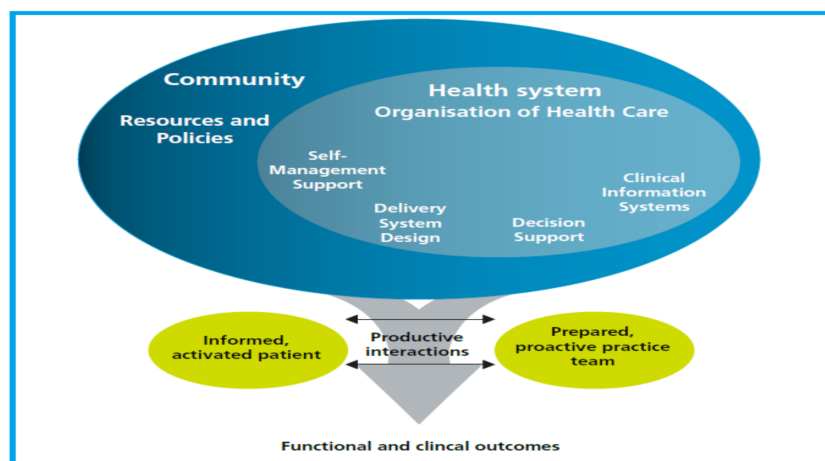 Community
Resources and
Policies
Health system
Organisation of Health Care
Self-
Management
Support
Delivery
System
Design
Decision
Support
Clinical
Information
Systems
Informed,
activated patient
Productive
interactions
Prepared,
proactive practice
team
Functional and clincal outcomes